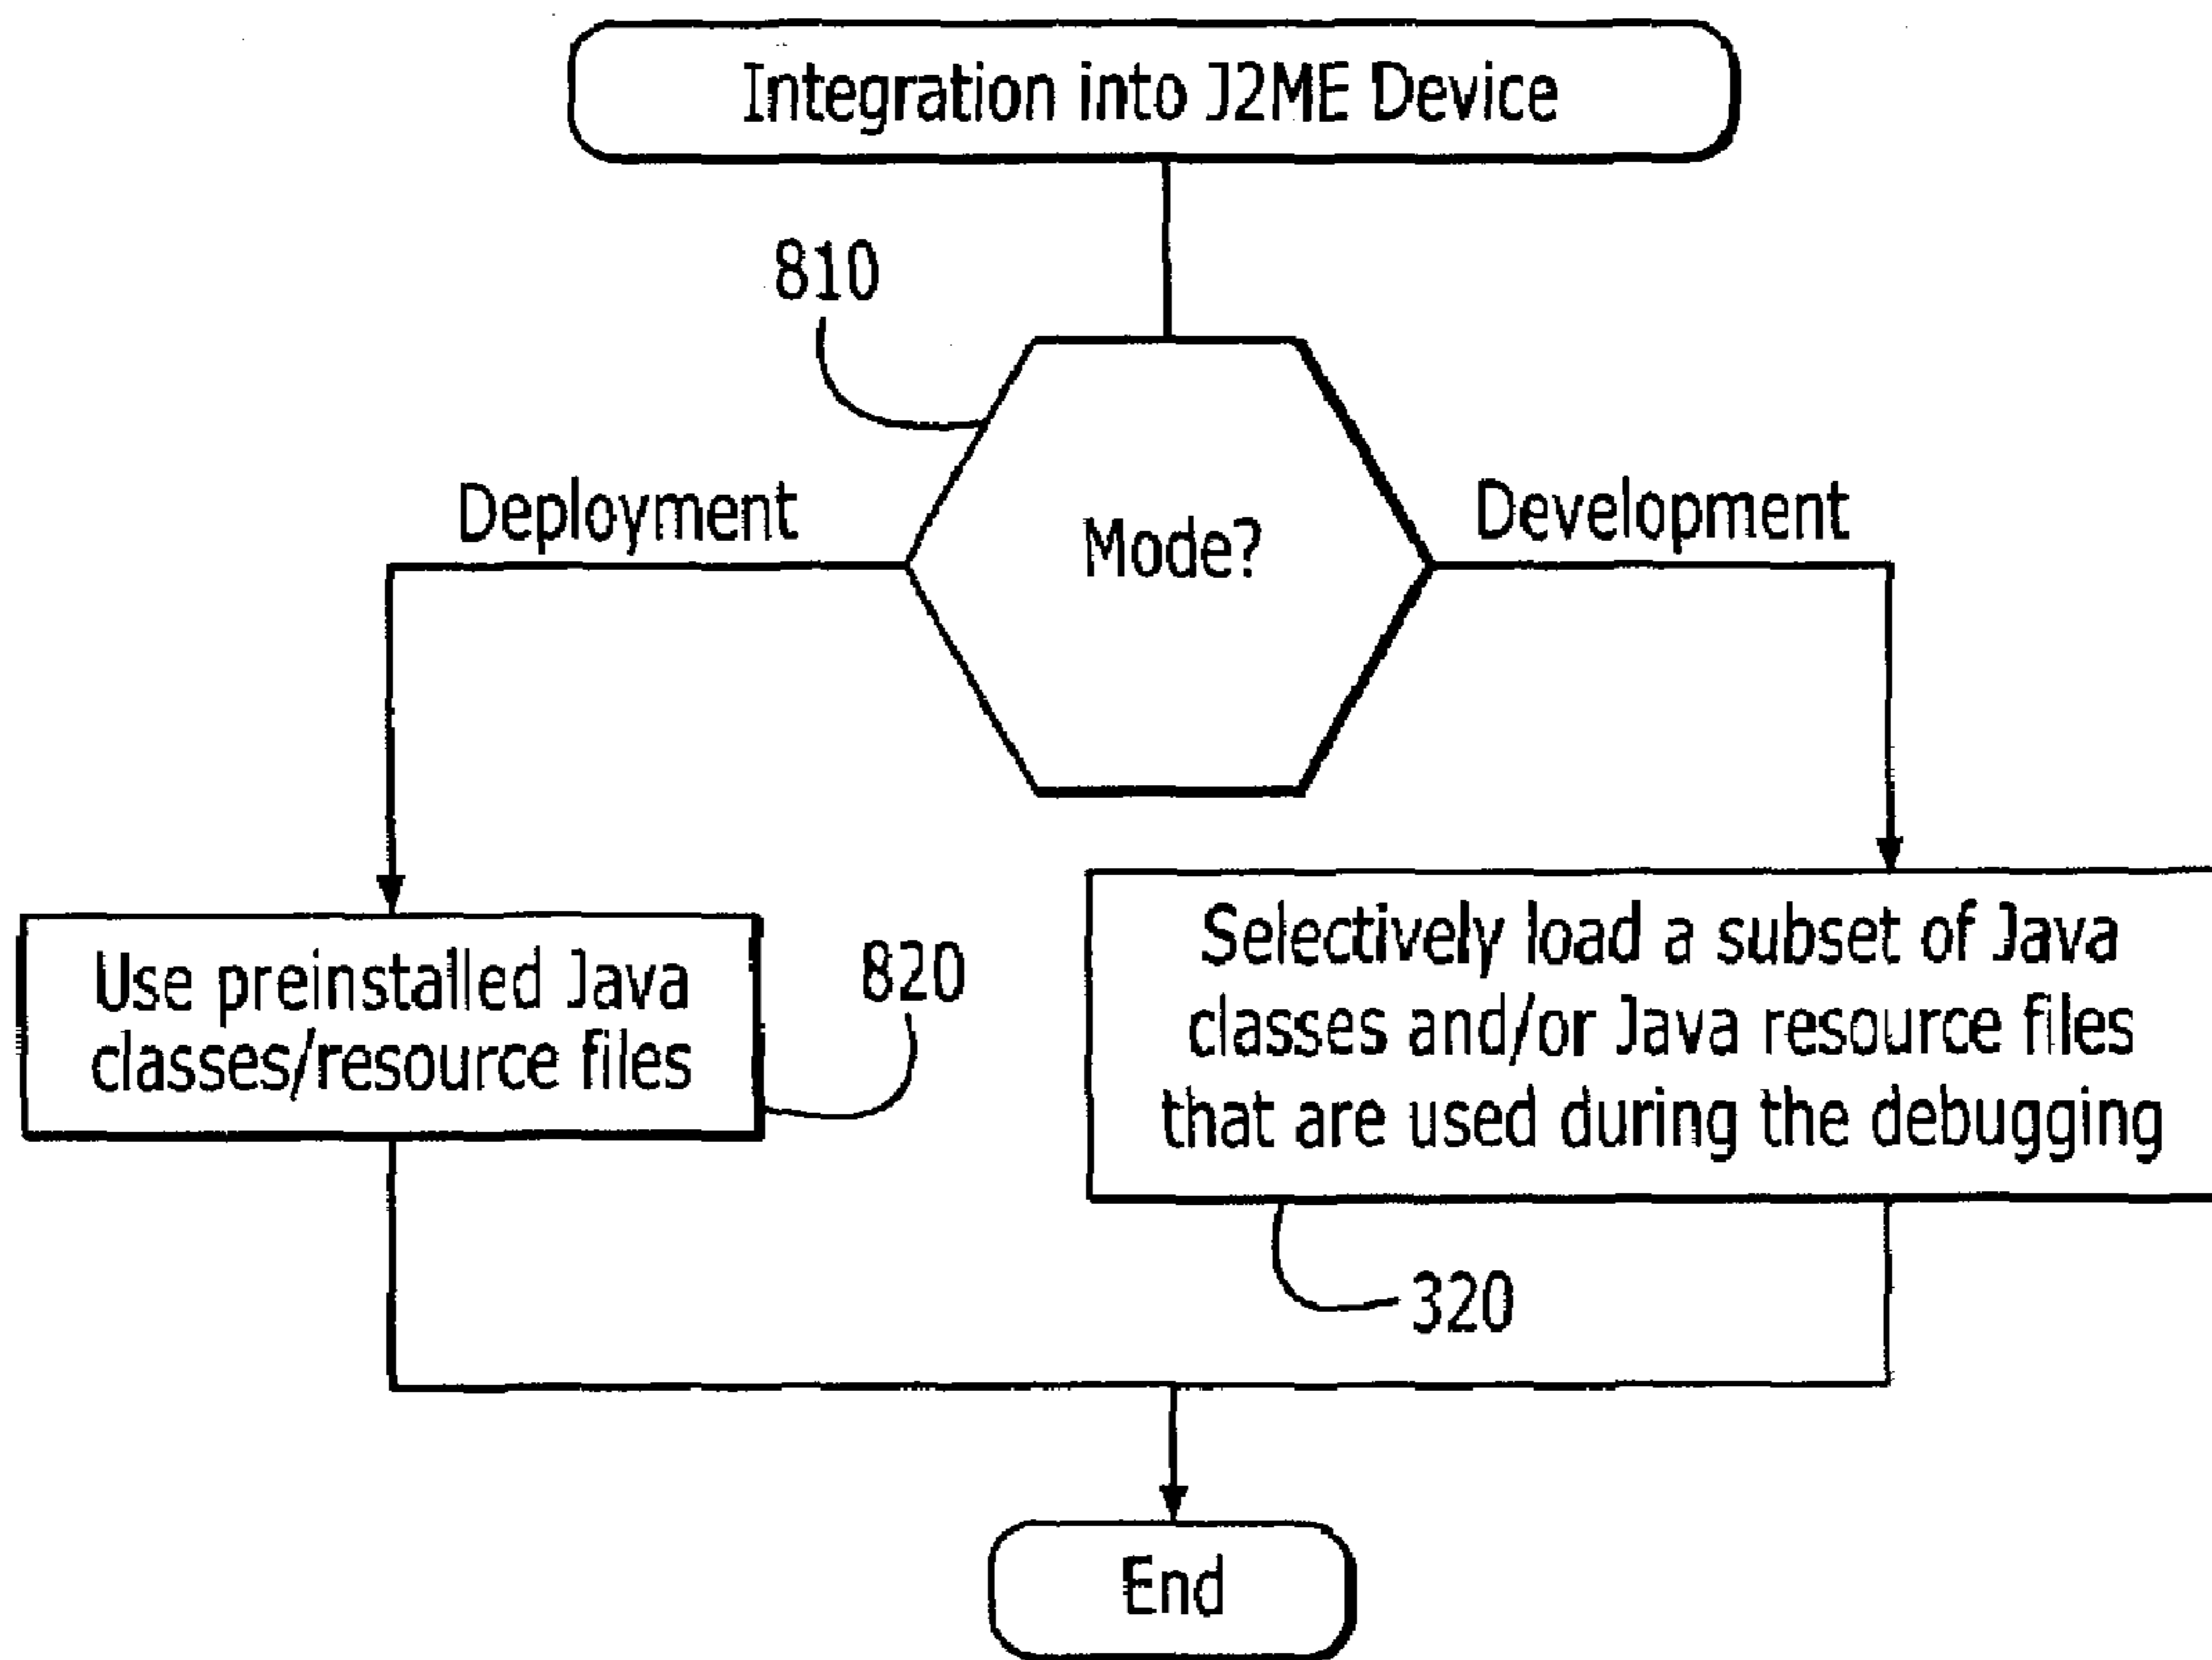 Integration into J2ME Device
810
Deployment
Mode?
Development
Use preinstalled Java
classes/resource files
820
Selectively load a subset of Java
classes and/or Java resource files
that are used during the debugging
320
End